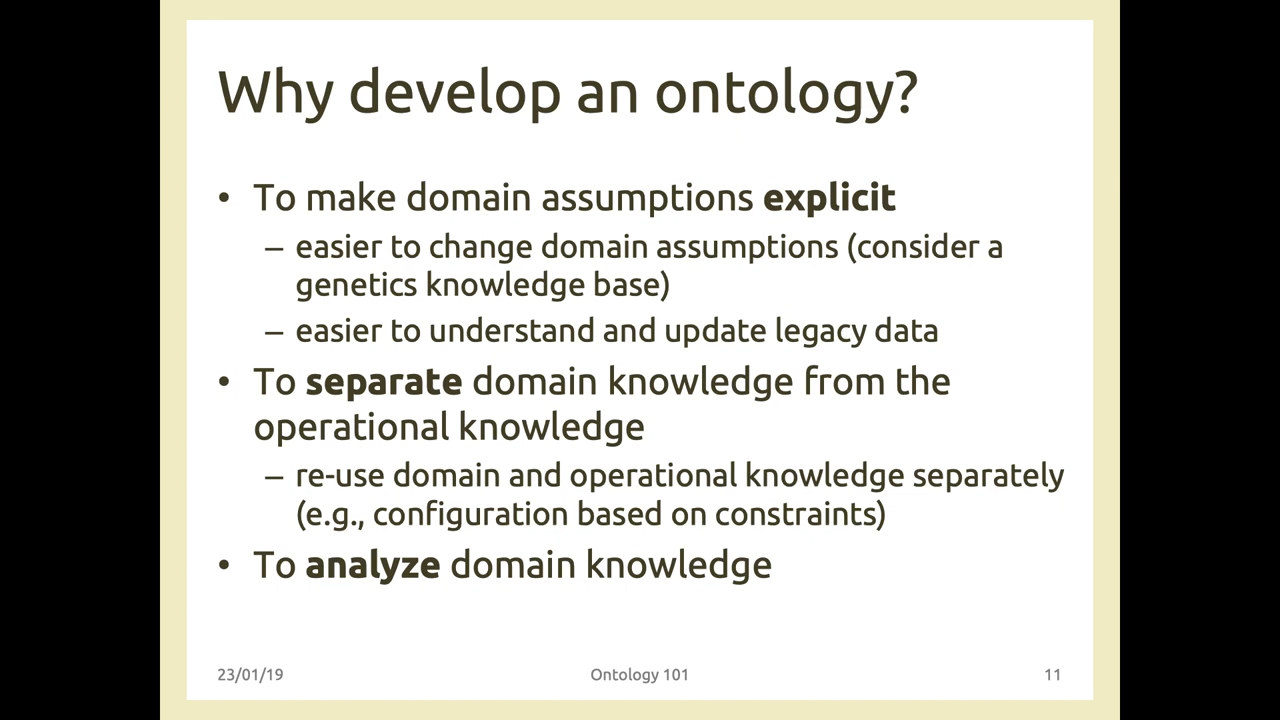 Why develop an ontology?
• To make domain assumptions explicit
– easier to change domain assumptions (consider a
genetics knowledge base)
– easier to understand and update legacy data
• To separate domain knowledge from the
operational knowledge
– re-use domain and operational knowledge separately
(e.g., configuration based on constraints)
• To analyze domain knowledge
23/01/19 Ontology 101 11